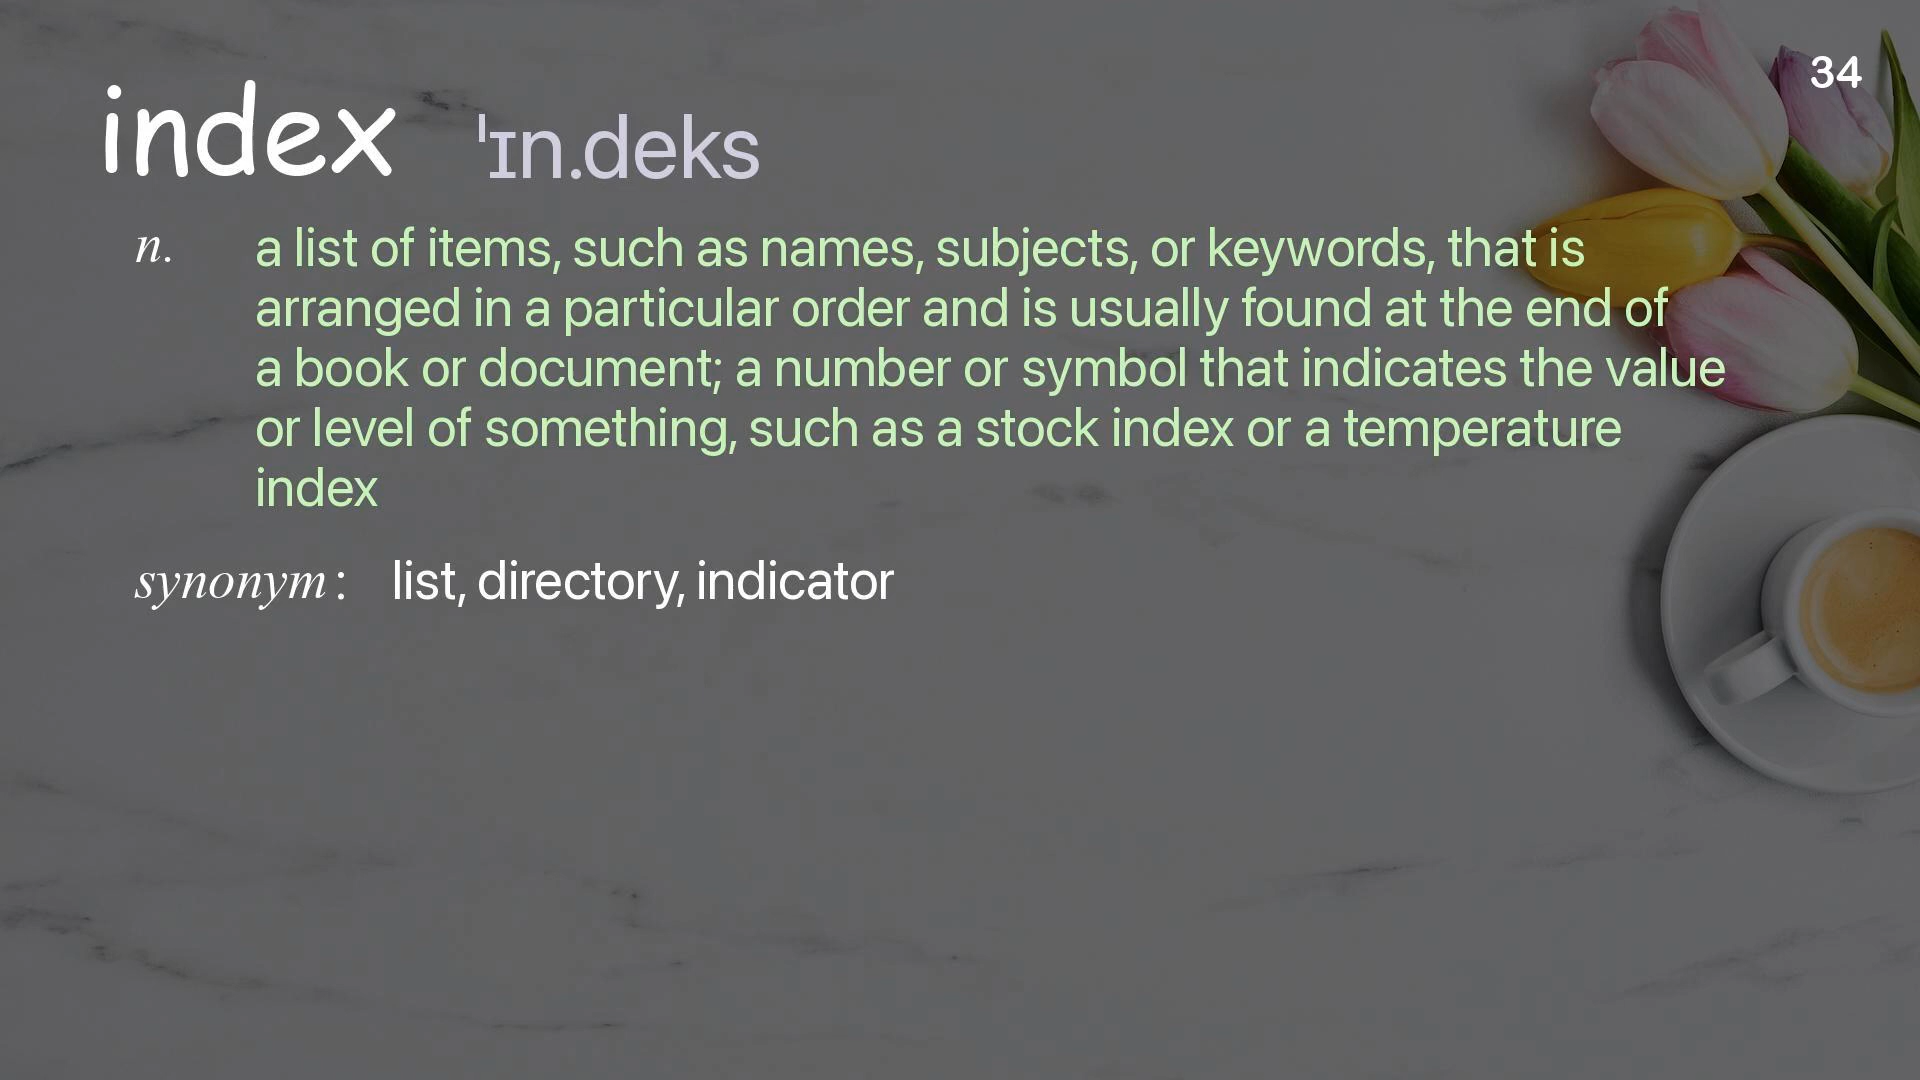 34
index ˈɪn.deks
n. a list of items, such as names, subjects, or keywords, that is
arranged in a particular order and is usually found at the end of
a book or document; a number or symbol that indicates the value
or level of something, such as a stock index or a temperature
index
synonym: list, directory, indicator